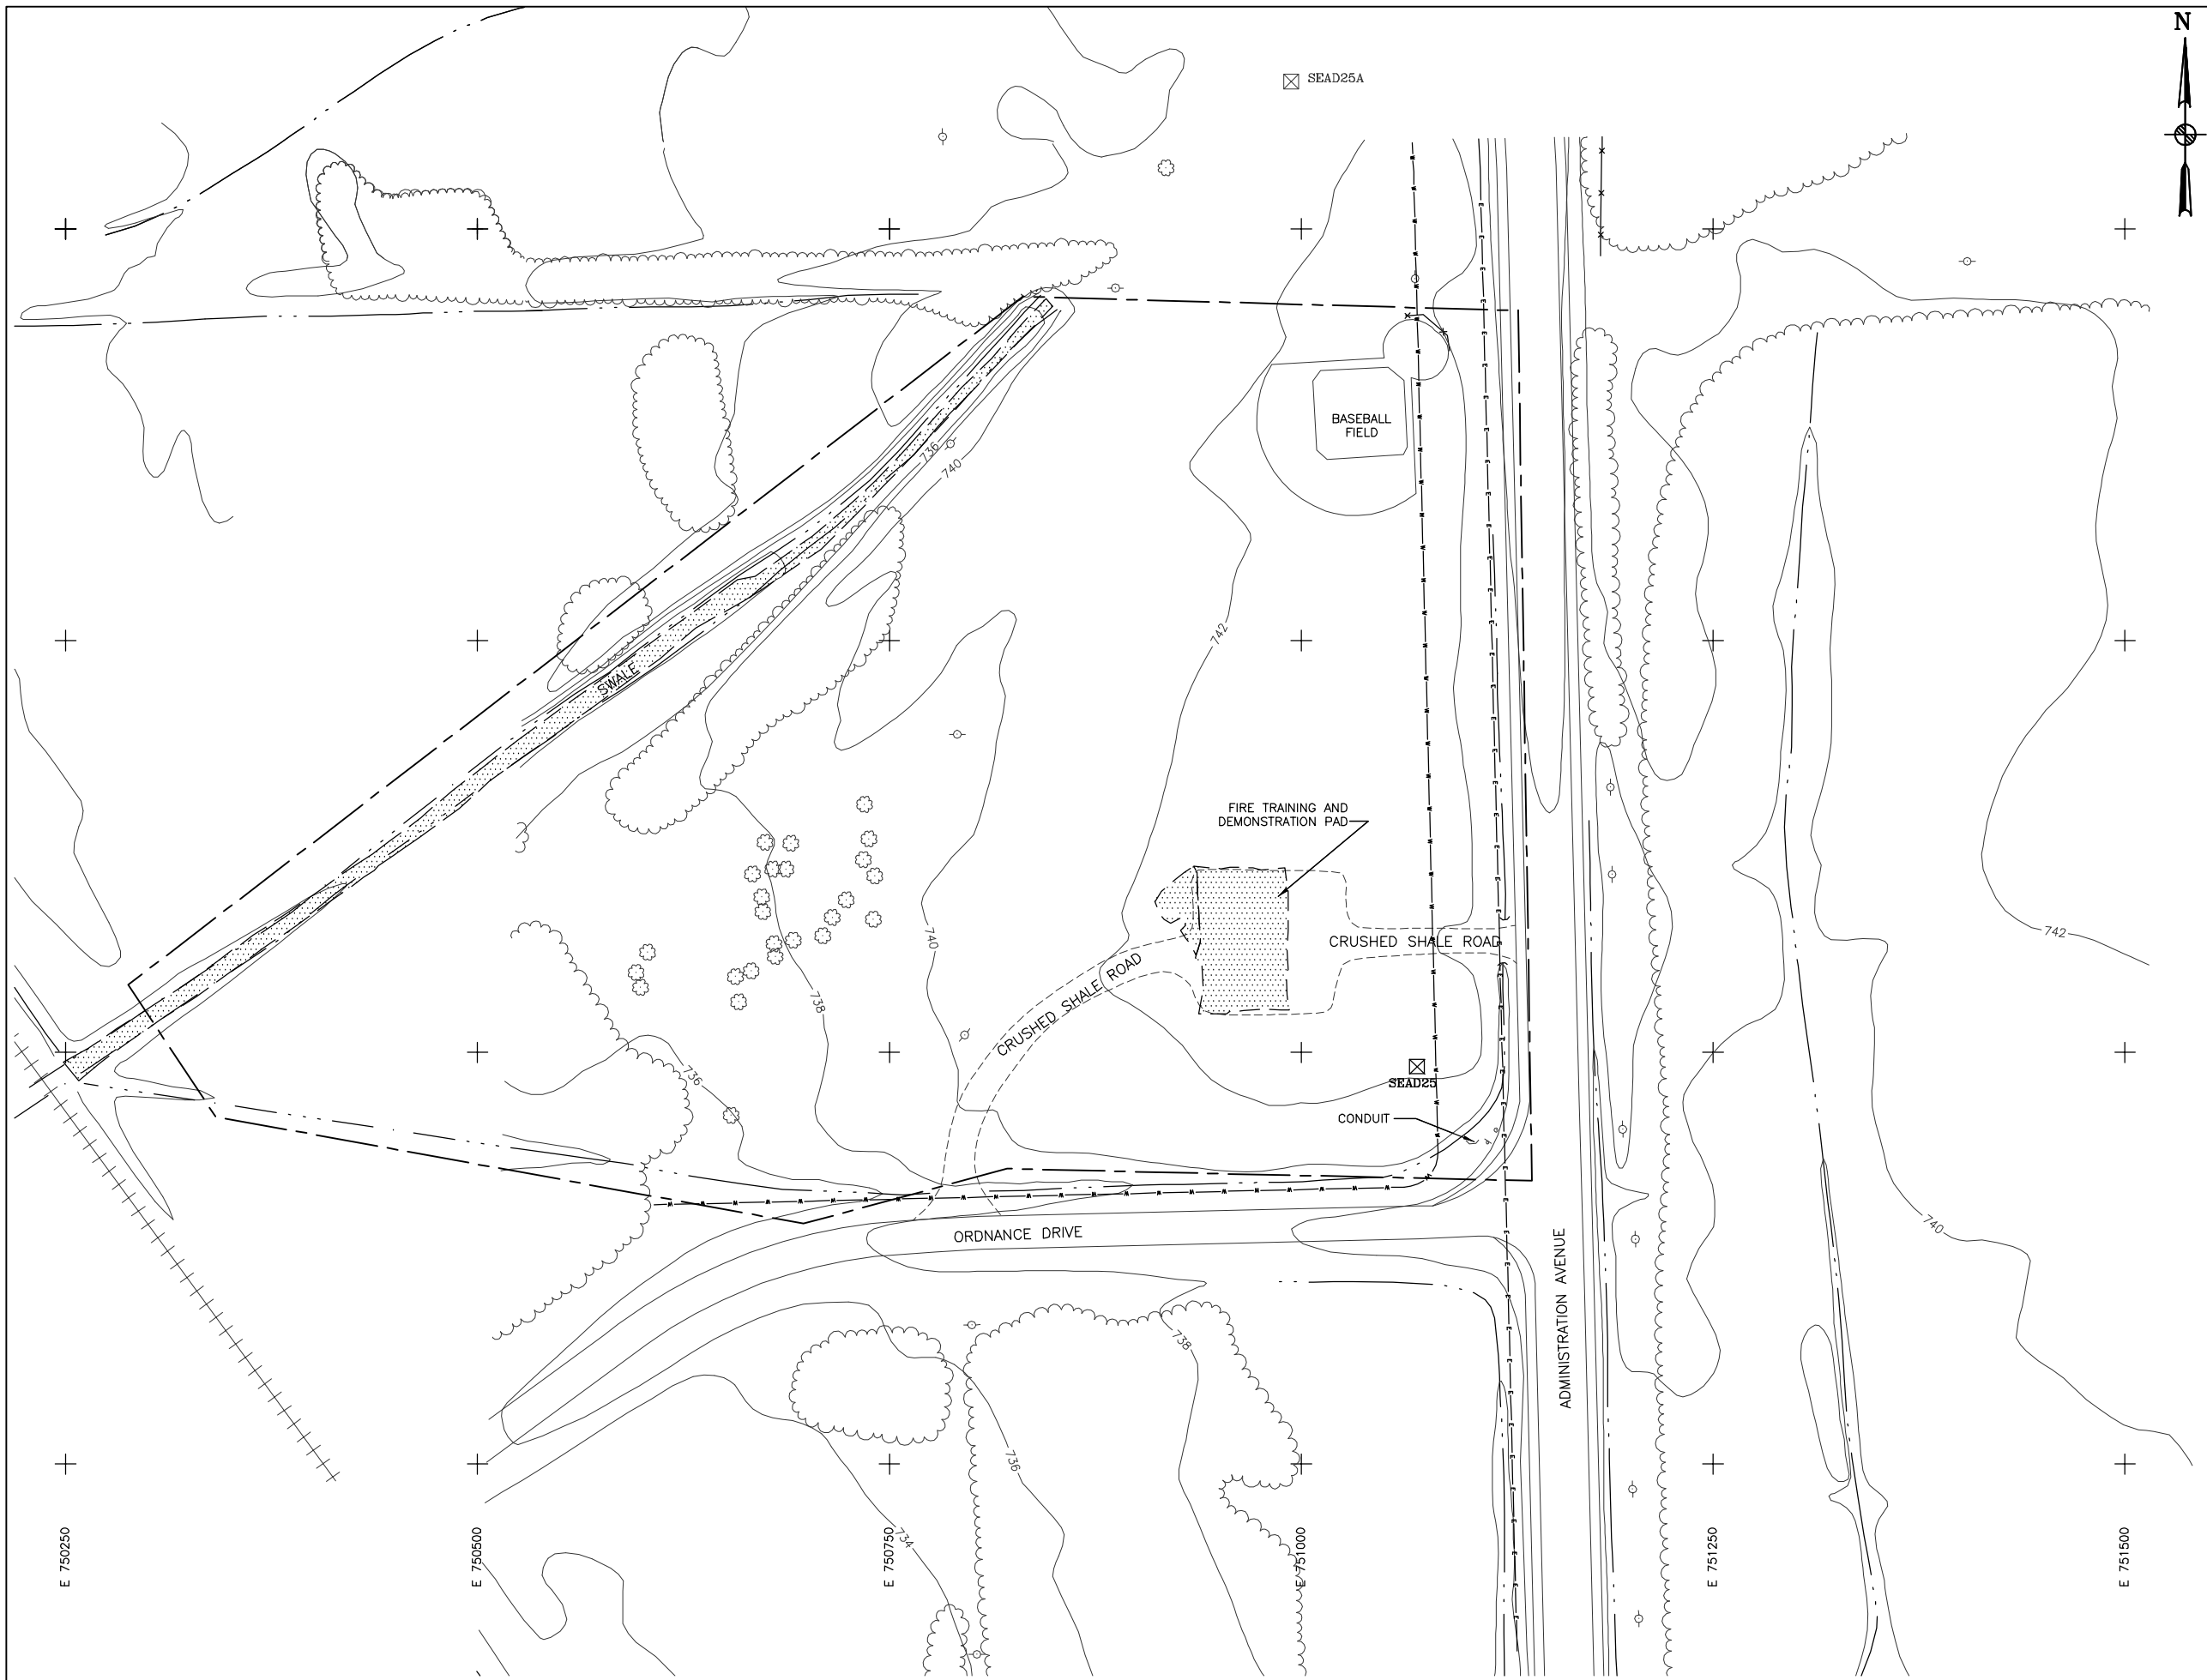 N
SEAD25A
BASEBALL
FIELD
736
740
742
SWALE
FIRE TRAINING AND
DEMONSTRATION PAD
CRUSHED SHALE ROAD
742
740
CRUSHED SHALE ROAD
738
736
SEAD25
CONDUIT
ORDNANCE DRIVE
740
ADMINISTRATION AVENUE
738
736
734
E 750250
E 750500
E 750750
E 751000
E 751250
E 751500